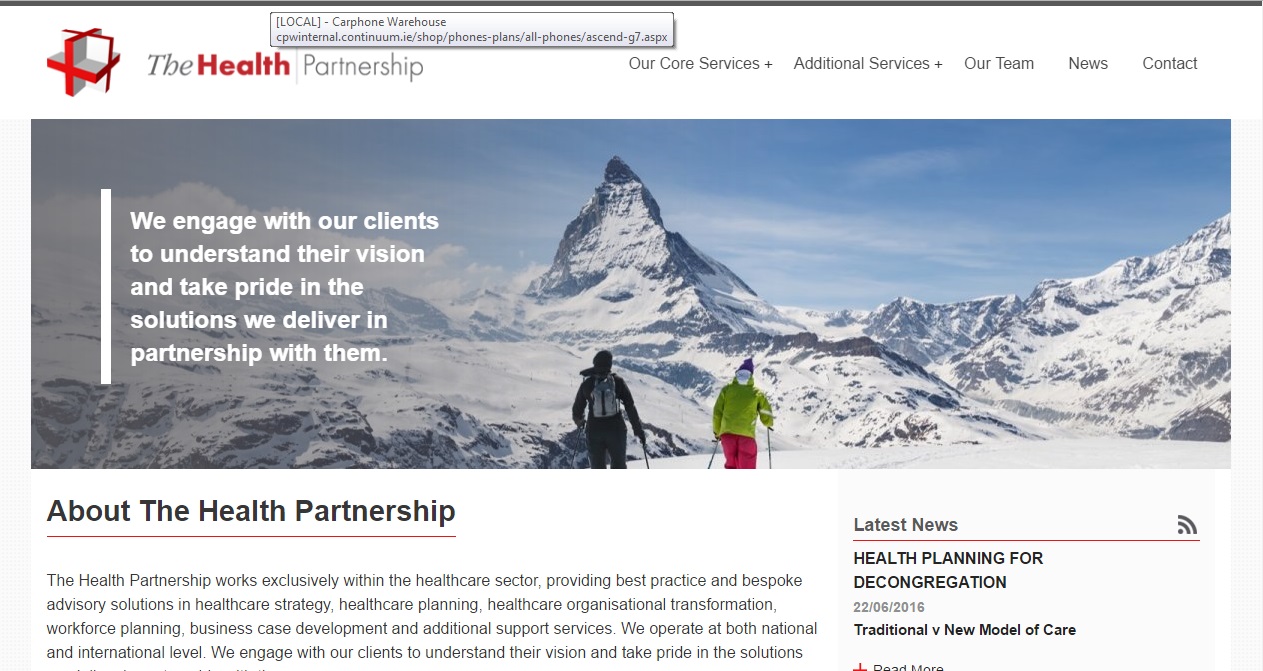 [LOCAL] - Carphone Warehouse
cpwinternal.continuum.ie/shop/phones-plans/all-phones/ascend-g7.aspx
The Health Partnership
Our Core Services +
Additional Services +
Our Team
News
Contact
We engage with our clients
to understand their vision
and take pride in the
solutions we deliver in
partnership with them.
About The Health Partnership
The Health Partnership works exclusively within the healthcare sector, providing best practice and bespoke
advisory solutions in healthcare strategy, healthcare planning, healthcare organisational transformation,
workforce planning, business case development and additional support services. We operate at both national
and international level. We engage with our clients to understand their vision and take pride in the solutions
Latest News
HEALTH PLANNING FOR
DECONGREGATION
22/06/2016
Traditional v New Model of Care
Read More